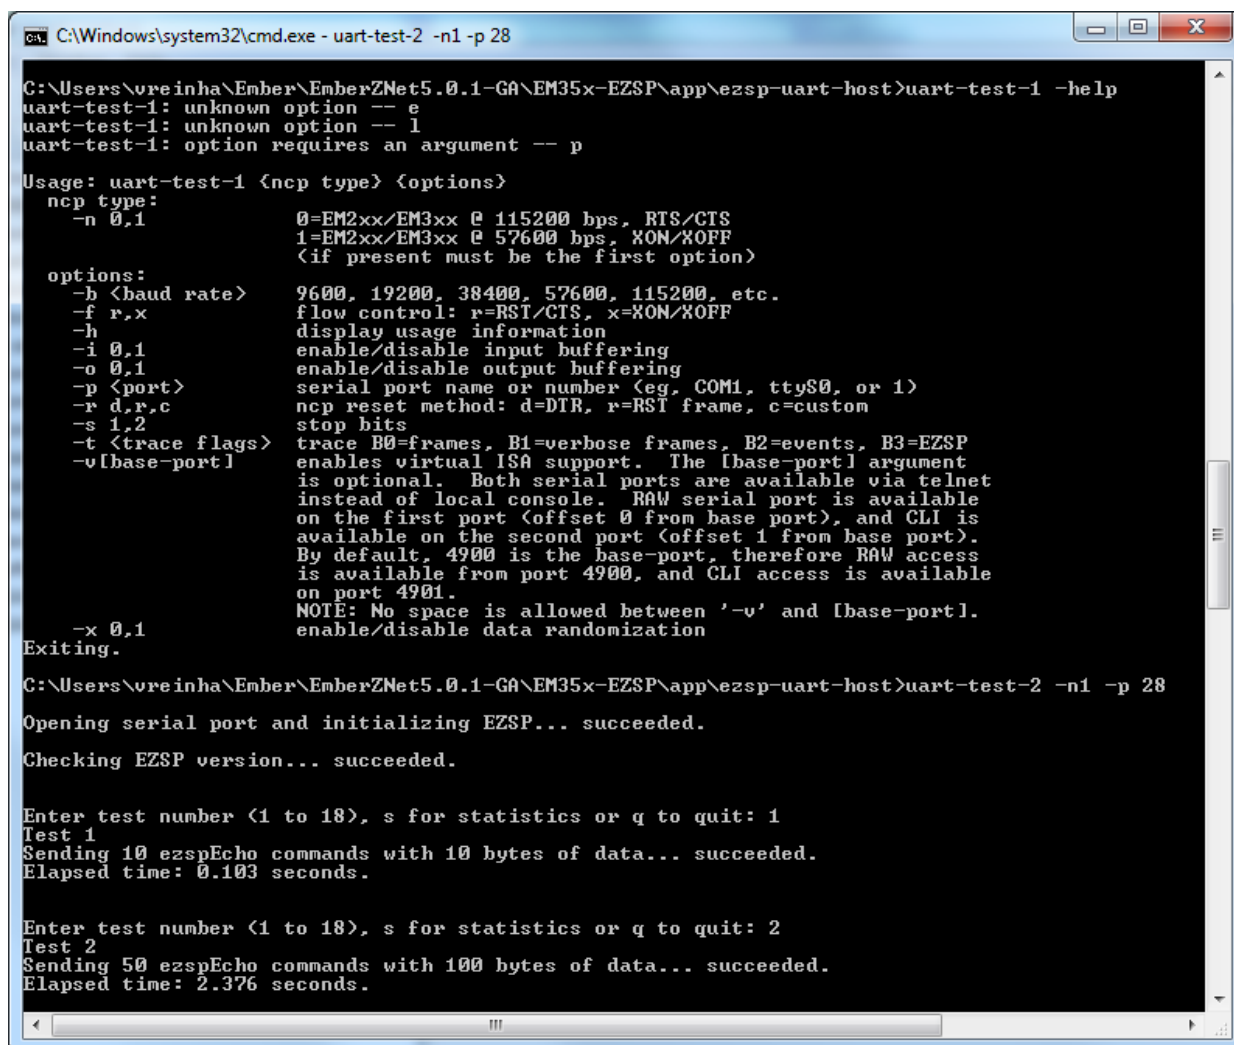 C:\Windows\system32\cmd.exe - uart-test-2 -n1 -p 28
C:\Users\vreinha\Ember\EmberZNet5.0.1-GA\EM35x-EZSP\app\ezsp-uart-host>uart-test-1 -help
uart-test-1: unknown option -- e
uart-test-1: unknown option -- l
uart-test-1: option requires an argument -- p
Usage: uart-test-1 {ncp type} {options}
ncp type:
-n 0,1 0=EM2xx/EM3xx @ 115200 bps, RTS/CTS
1=EM2xx/EM3xx @ 57600 bps, XON/XOFF
(if present must be the first option)
options:
-b <baud rate> 9600, 19200, 38400, 57600, 115200, etc.
-f r,x flow control: r=RST/CTS, x=XON/XOFF
-h display usage information
-i 0,1 enable/disable input buffering
-o 0,1 enable/disable output buffering
-p <port> serial port name or number (eg, COM1, ttyS0, or 1)
-r d,r,c ncp reset method: d=DTR, r=RST frame, c=custom
-s 1,2 stop bits
-t <trace flags> trace B0=frames, B1=verbose frames, B2=events, B3=EZSP
-v[base-port] enables virtual ISA support. The [base-port] argument
is optional. Both serial ports are available via telnet
instead of local console. RAW serial port is available
on the first port (offset 0 from base port), and CLI is
available on the second port (offset 1 from base port).
By default, 4900 is the base-port, therefore RAW access
is available from port 4900, and CLI access is available
on port 4901.
NOTE: No space is allowed between '-v' and [base-port].
-x 0,1 enable/disable data randomization
Exiting.
C:\Users\vreinha\Ember\EmberZNet5.0.1-GA\EM35x-EZSP\app\ezsp-uart-host>uart-test-2 -n1 -p 28
Opening serial port and initializing EZSP... succeeded.
Checking EZSP version... succeeded.
Enter test number (1 to 18), s for statistics or q to quit: 1
Test 1
Sending 10 ezspEcho commands with 10 bytes of data... succeeded.
Elapsed time: 0.103 seconds.
Enter test number (1 to 18), s for statistics or q to quit: 2
Test 2
Sending 50 ezspEcho commands with 100 bytes of data... succeeded.
Elapsed time: 2.376 seconds.